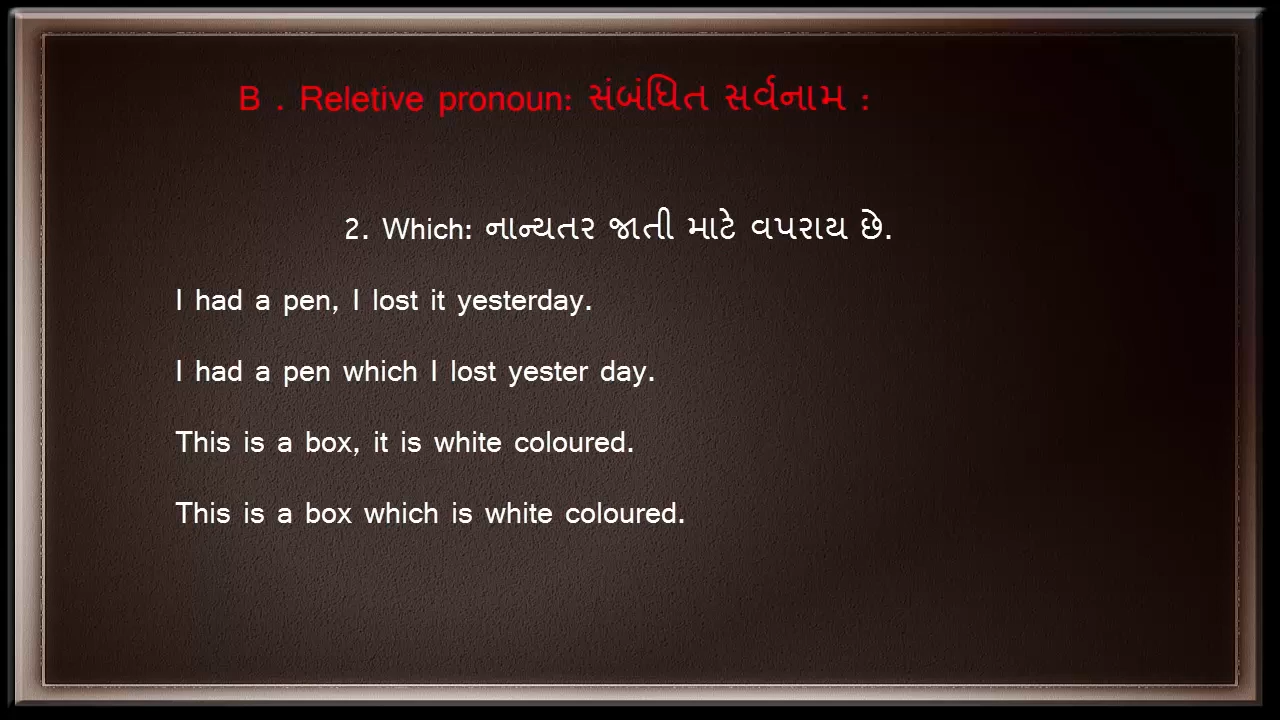 B . Reletive pronoun: સંબંધિત સર્વનામ :
2. Which: નાન્યતર જાતી માટે વપરાય છે.
I had a pen, I lost it yesterday.
I had a pen which I lost yester day.
This is a box, it is white coloured.
This is a box which is white coloured.